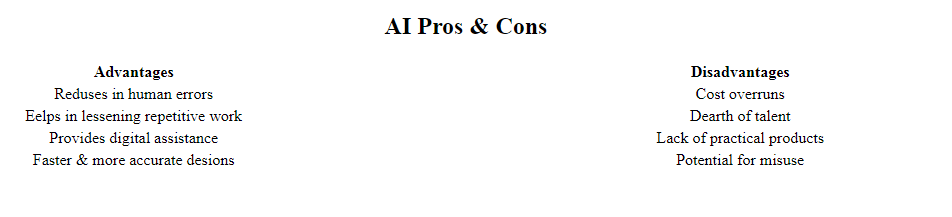 AI Pros & Cons
Advantages Disadvantages
Reduses in human errors Cost overruns
Eelps in lessening repetitive work Dearth of talent
Provides digital assistance Lack of practical products
Faster & more accurate desions Potential for misuse